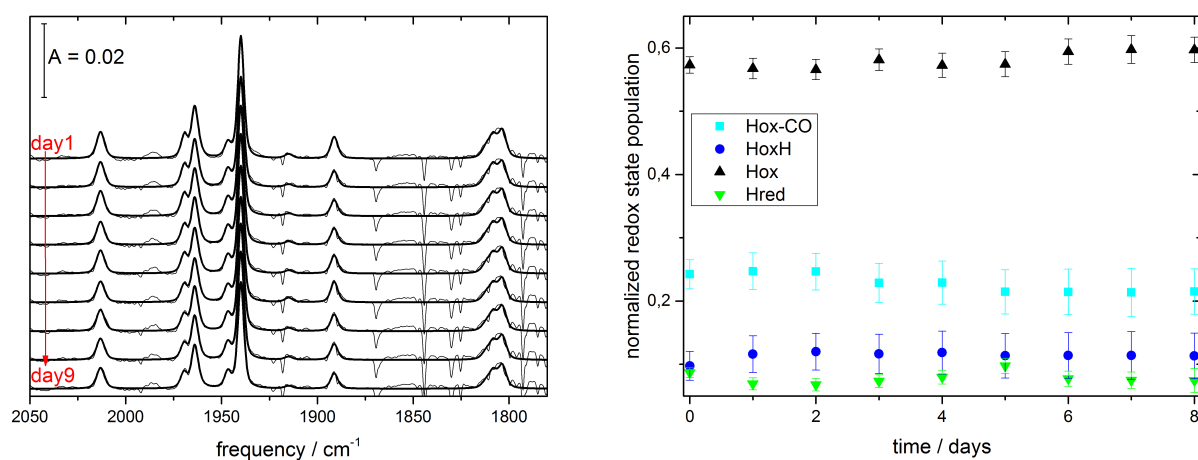 A = 0.02
day1
day9
2050 2000 1950 1900 1850 1800
frequency / cm⁻¹
normalized redox state population
0,6
0,4
0,2
Hox-CO
HoxH
Hox
Hred
0 2 4 6 8
time / days